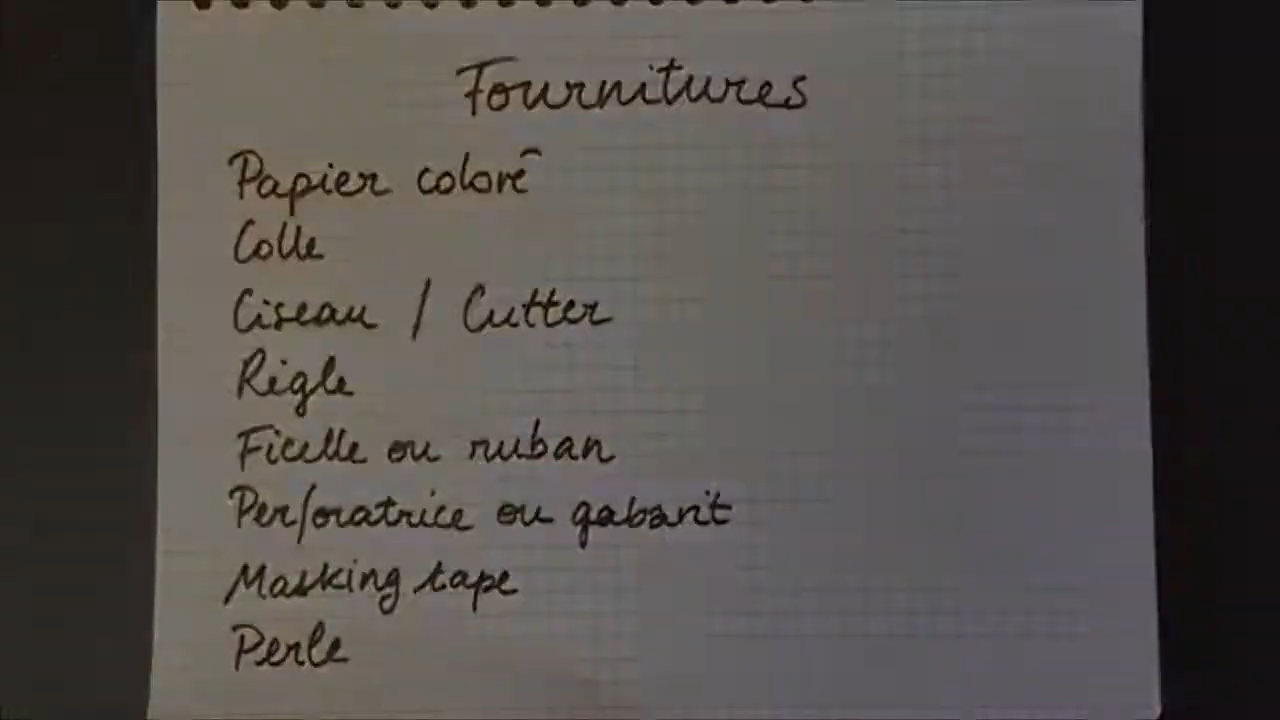 Fournitures
Papier coloré
Colle
Ciseau / Cutter
Règle
Ficelle ou ruban
Perforatrice ou gabarit
Masking tape
Perle